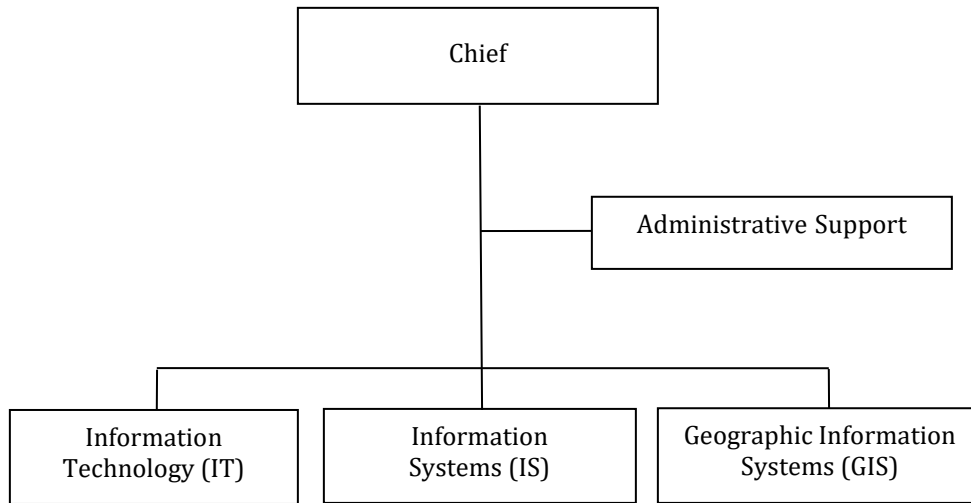 Chief
Administrative Support
Information
Technology (IT)
Information
Systems (IS)
Geographic Information
Systems (GIS)